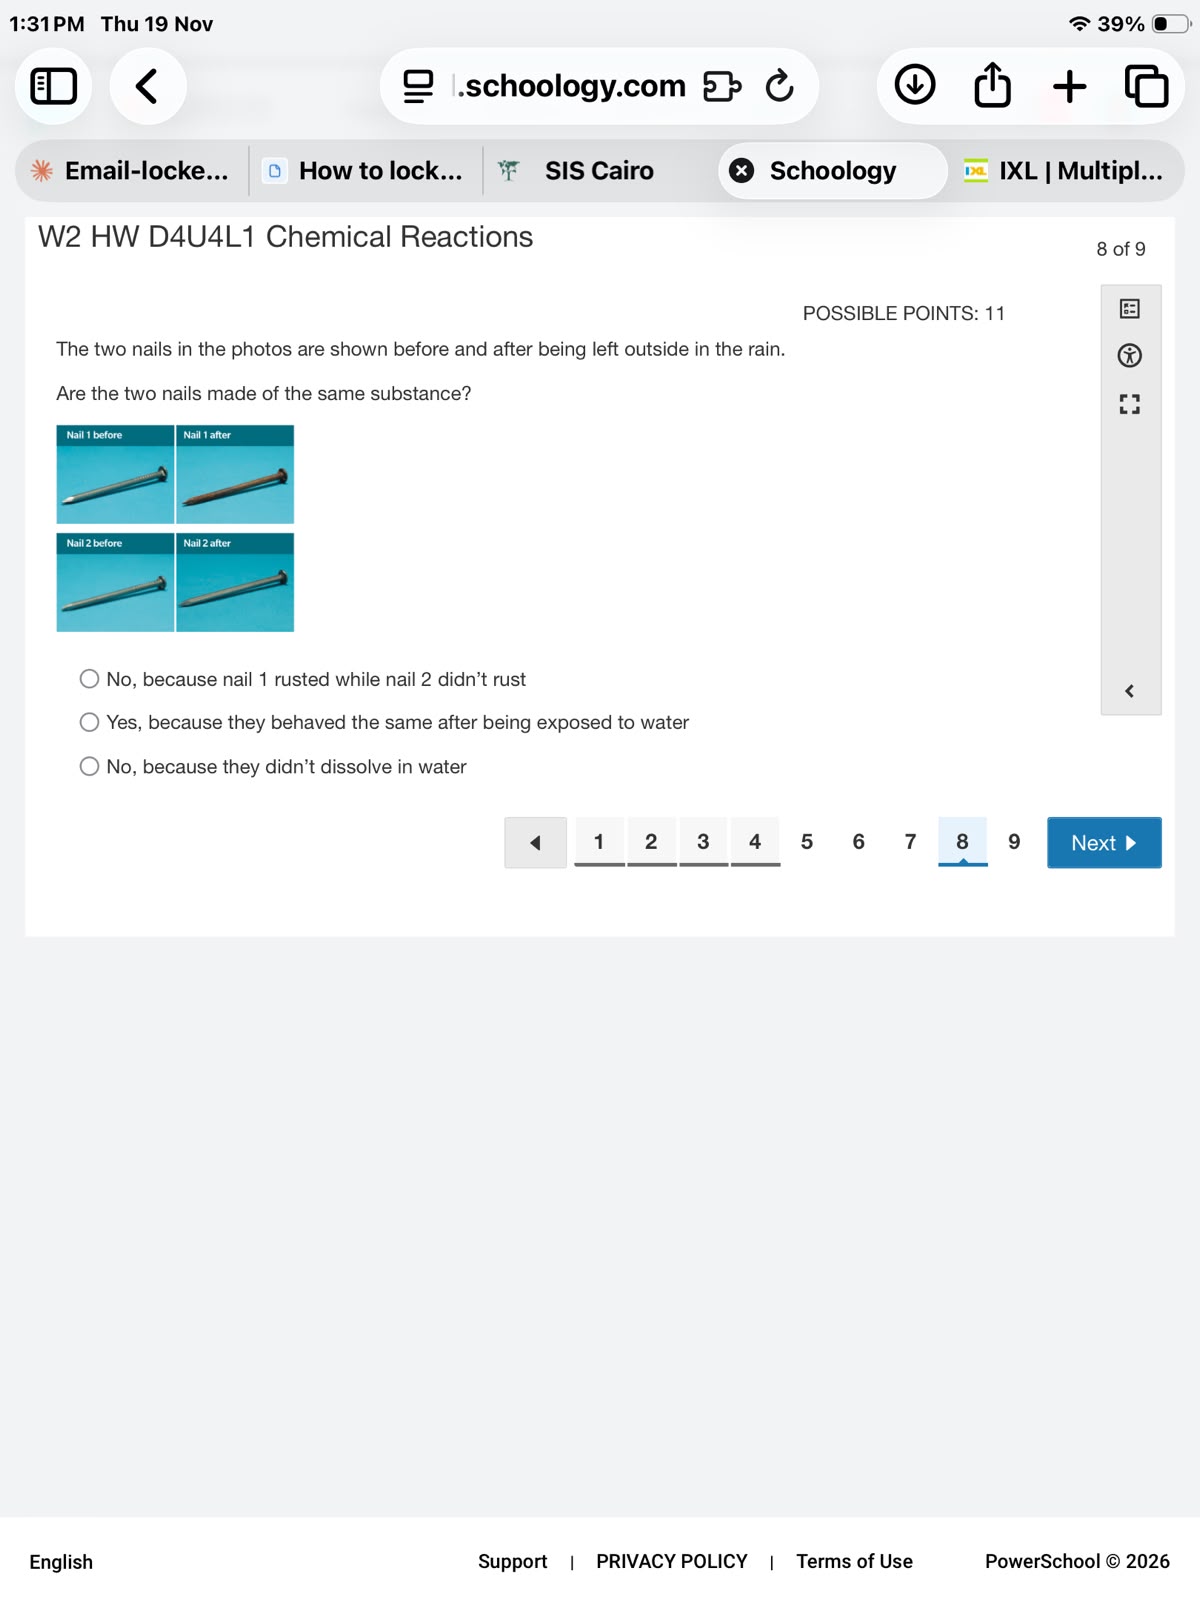 1:31 PM Thu 19 Nov
39%
.schoology.com
Email-locke...
How to lock...
SIS Cairo
Schoology
IXL | Multipl...
W2 HW D4U4L1 Chemical Reactions
8 of 9
POSSIBLE POINTS: 11
The two nails in the photos are shown before and after being left outside in the rain.
Are the two nails made of the same substance?
Nail 1 before
Nail 1 after
Nail 2 before
Nail 2 after
No, because nail 1 rusted while nail 2 didn’t rust
Yes, because they behaved the same after being exposed to water
No, because they didn’t dissolve in water
1 2 3 4 5 6 7 8 9 Next
English
Support | PRIVACY POLICY | Terms of Use
PowerSchool © 2026